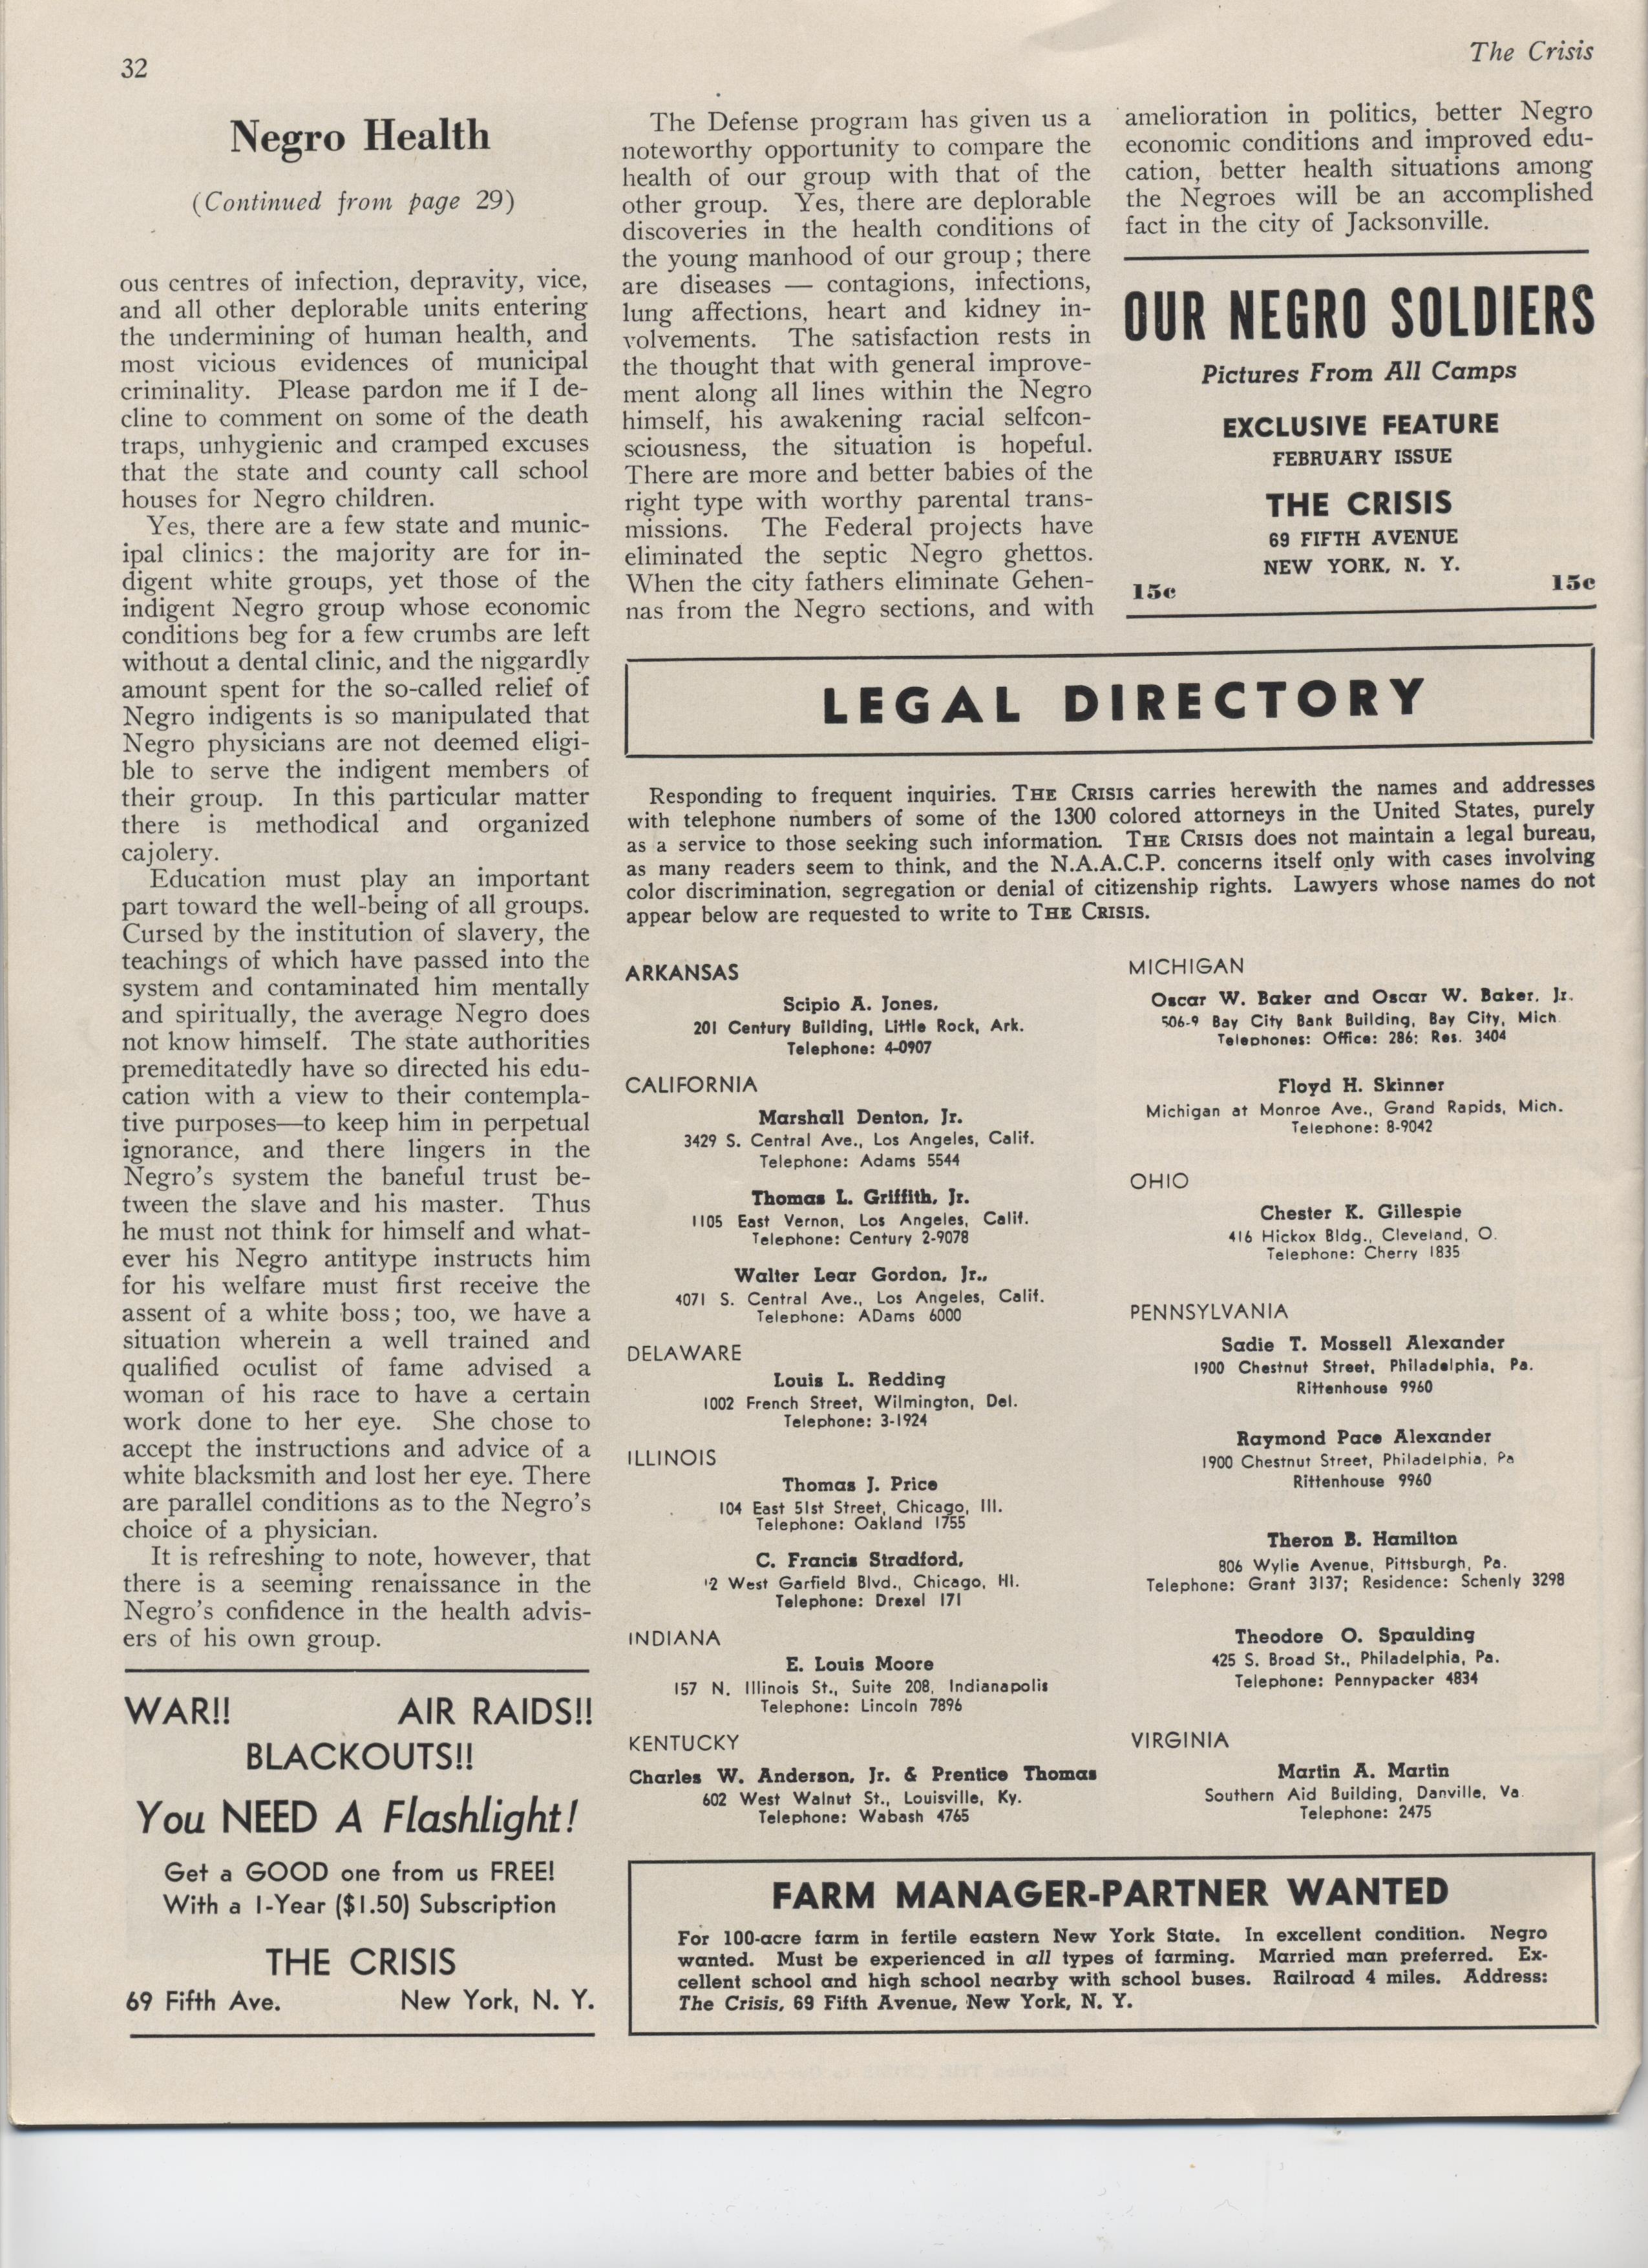 32
The Crisis
Negro Health
(Continued from page 29)
ous centres of infection, depravity, vice,
and all other deplorable units entering
the undermining of human health, and
most vicious evidences of municipal
criminality. Please pardon me if I de-
cline to comment on some of the death
traps, unhygienic and cramped excuses
that the state and county call school
houses for Negro children.
Yes, there are a few state and munic-
ipal clinics: the majority are for in-
digent white groups, yet those of the
indigent Negro group whose economic
conditions beg for a few crumbs are left
without a dental clinic, and the niggardly
amount spent for the so-called relief of
Negro indigents is so manipulated that
Negro physicians are not deemed eligi-
ble to serve the indigent members of
their group. In this particular matter
there is methodical and organized
cajolery.
Education must play an important
part toward the well-being of all groups.
Cursed by the institution of slavery, the
teachings of which have passed into the
system and contaminated him mentally
and spiritually, the average Negro does
not know himself. The state authorities
premeditatedly have so directed his edu-
cation with a view to their contempla-
tive purposes—to keep him in perpetual
ignorance, and there lingers in the
Negro's system the baneful trust be-
tween the slave and his master. Thus
he must not think for himself and what-
ever his Negro antitype instructs him
for his welfare must first receive the
assent of a white boss; too, we have a
situation wherein a well trained and
qualified oculist of fame advised a
woman of his race to have a certain
work done to her eye. She chose to
accept the instructions and advice of a
white blacksmith and lost her eye. There
are parallel conditions as to the Negro's
choice of a physician.
It is refreshing to note, however, that
there is a seeming renaissance in the
Negro's confidence in the health advis-
ers of his own group.
WAR!! AIR RAIDS!!
BLACKOUTS!!
You NEED A Flashlight!
Get a GOOD one from us FREE!
With a 1-Year ($1.50) Subscription
THE CRISIS
69 Fifth Ave. New York, N. Y.
The Defense program has given us a
noteworthy opportunity to compare the
health of our group with that of the
other group. Yes, there are deplorable
discoveries in the health conditions of
the young manhood of our group; there
are diseases — contagions, infections,
lung affections, heart and kidney in-
volvements. The satisfaction rests in
the thought that with general improve-
ment along all lines within the Negro
himself, his awakening racial selfcon-
sciousness, the situation is hopeful.
There are more and better babies of the
right type with worthy parental trans-
missions. The Federal projects have
eliminated the septic Negro ghettos.
When the city fathers eliminate Gehen-
nas from the Negro sections, and with
amelioration in politics, better Negro
economic conditions and improved edu-
cation, better health situations among
the Negroes will be an accomplished
fact in the city of Jacksonville.
OUR NEGRO SOLDIERS
Pictures From All Camps
EXCLUSIVE FEATURE
FEBRUARY ISSUE
THE CRISIS
69 FIFTH AVENUE
NEW YORK, N. Y.
15c 15c
LEGAL DIRECTORY
Responding to frequent inquiries. THE CRISIS carries herewith the names and addresses
with telephone numbers of some of the 1300 colored attorneys in the United States, purely
as a service to those seeking such information. THE CRISIS does not maintain a legal bureau,
as many readers seem to think, and the N.A.A.C.P. concerns itself only with cases involving
color discrimination, segregation or denial of citizenship rights. Lawyers whose names do not
appear below are requested to write to THE CRISIS.
ARKANSAS
Scipio A. Jones,
201 Century Building, Little Rock, Ark.
Telephone: 4-0907
CALIFORNIA
Marshall Denton, Jr.
3429 S. Central Ave., Los Angeles, Calif.
Telephone: Adams 5544
Thomas L. Griffith, Jr.
1105 East Vernon, Los Angeles, Calif.
Telephone: Century 2-9078
Walter Lear Gordon, Jr.,
4071 S. Central Ave., Los Angeles, Calif.
Telephone: ADams 6000
DELAWARE
Louis L. Redding
1002 French Street, Wilmington, Del.
Telephone: 3-1924
ILLINOIS
Thomas J. Price
104 East 51st Street, Chicago, Ill.
Telephone: Oakland 1755
C. Francis Stradford,
2 West Garfield Blvd., Chicago, Ill.
Telephone: Drexel 171
INDIANA
E. Louis Moore
157 N. Illinois St., Suite 208, Indianapolis
Telephone: Lincoln 7896
KENTUCKY
Charles W. Anderson, Jr. & Prentice Thomas
602 West Walnut St., Louisville, Ky.
Telephone: Wabash 4765
MICHIGAN
Oscar W. Baker and Oscar W. Baker, Jr.
506-9 Bay City Bank Building, Bay City, Mich
Telephones: Office: 286; Res. 3404
Floyd H. Skinner
Michigan at Monroe Ave., Grand Rapids, Mich.
Telephone: 8-9042
OHIO
Chester K. Gillespie
416 Hickox Bldg., Cleveland, O.
Telephone: Cherry 1835
PENNSYLVANIA
Sadie T. Mossell Alexander
1900 Chestnut Street, Philadelphia, Pa.
Rittenhouse 9960
Raymond Pace Alexander
1900 Chestnut Street, Philadelphia, Pa
Rittenhouse 9960
Theron B. Hamilton
806 Wylie Avenue, Pittsburgh, Pa.
Telephone: Grant 3137; Residence: Schenly 3298
Theodore O. Spaulding
425 S. Broad St., Philadelphia, Pa.
Telephone: Pennypacker 4834
VIRGINIA
Martin A. Martin
Southern Aid Building, Danville, Va.
Telephone: 2475
FARM MANAGER-PARTNER WANTED
For 100-acre farm in fertile eastern New York State. In excellent condition. Negro
wanted. Must be experienced in all types of farming. Married man preferred. Ex-
cellent school and high school nearby with school buses. Railroad 4 miles. Address:
The Crisis, 69 Fifth Avenue, New York, N. Y.